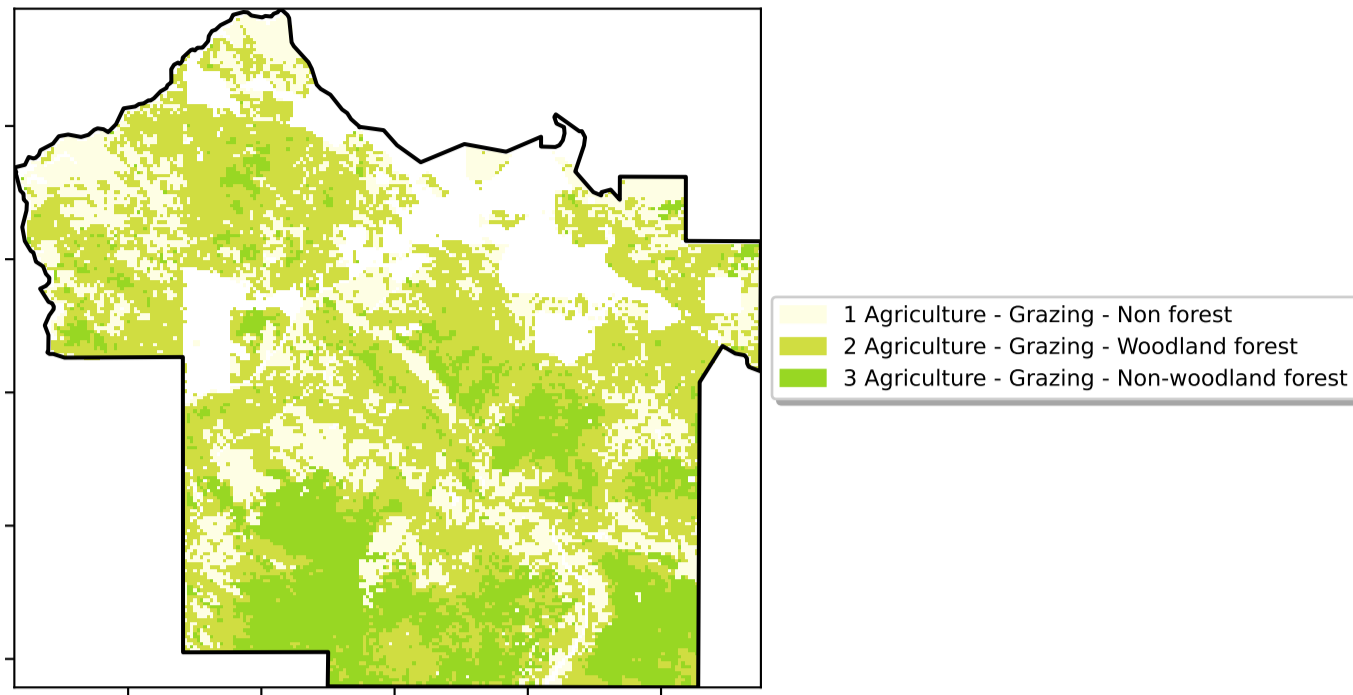 1 Agriculture - Grazing - Non forest
2 Agriculture - Grazing - Woodland forest
3 Agriculture - Grazing - Non-woodland forest